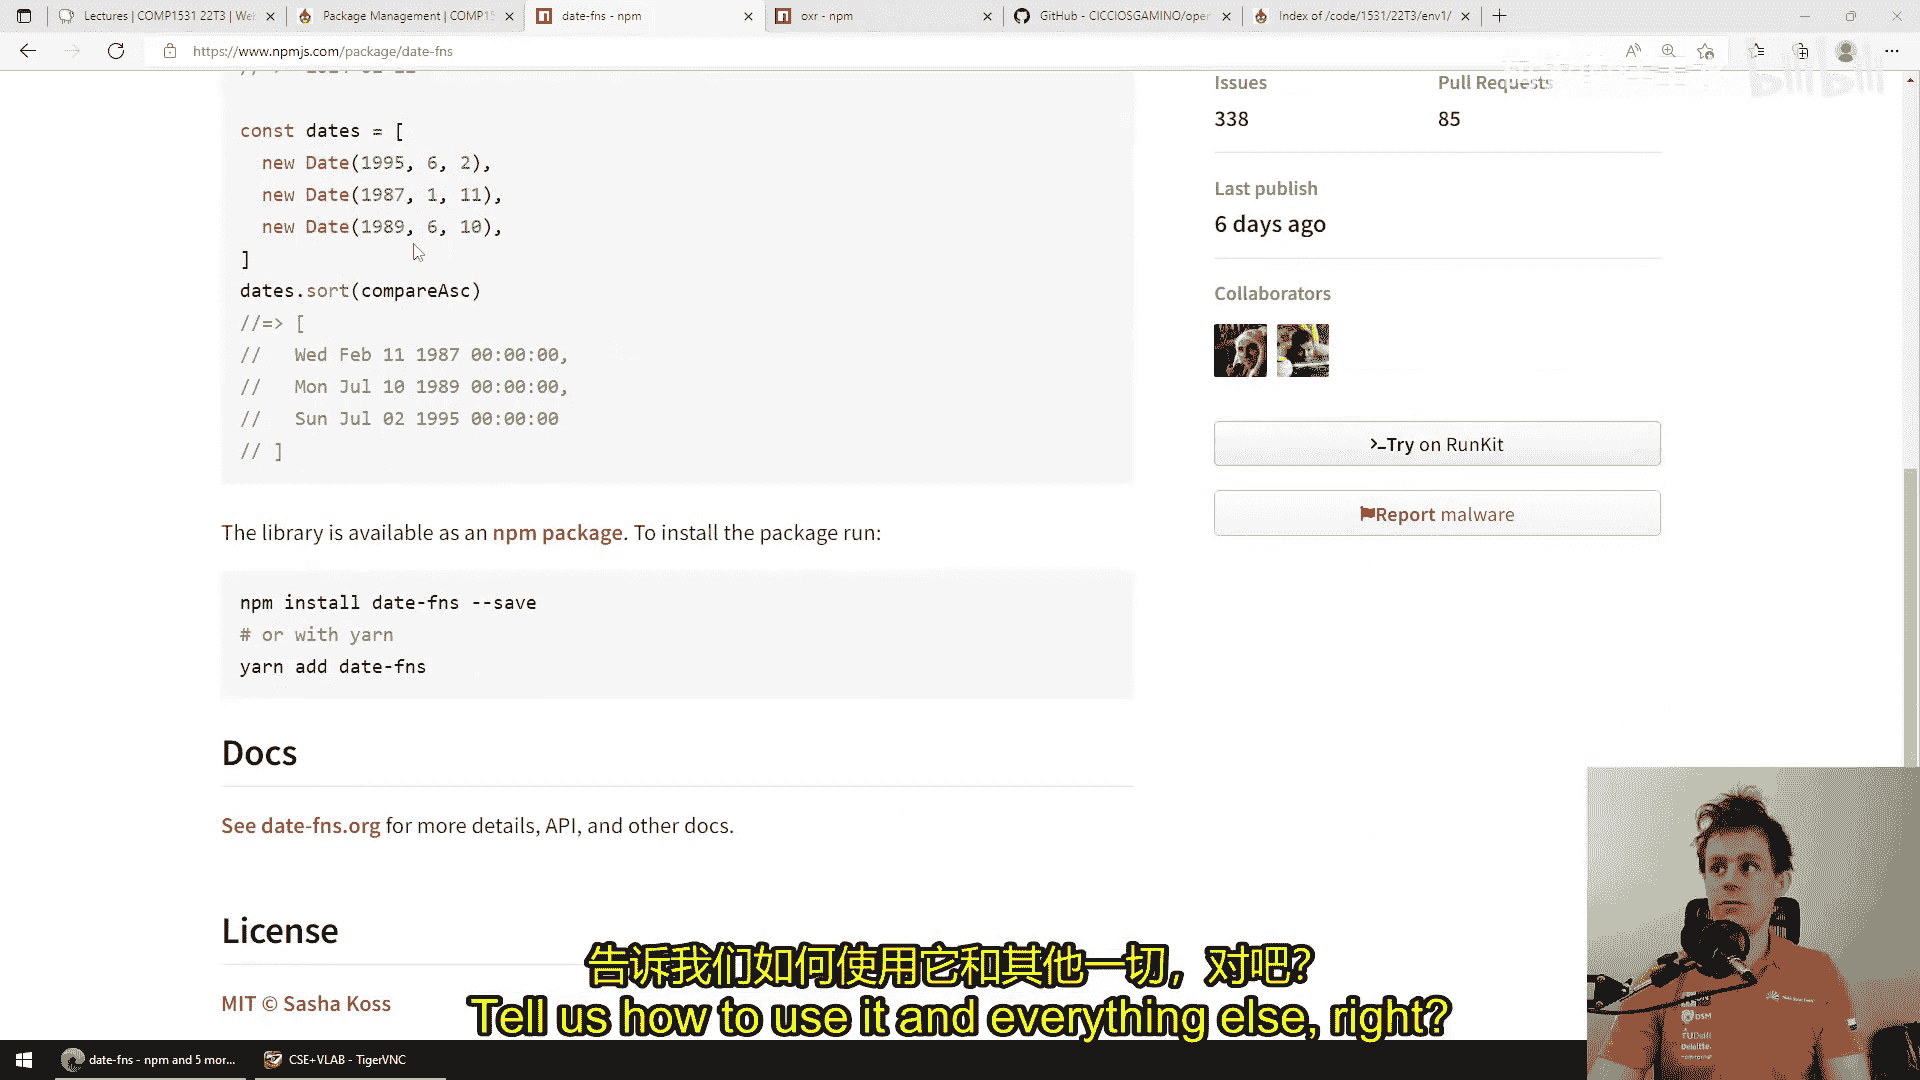 Lectures | COMP1531 22T3 | Web
Package Management | COMP15
date-fns - npm
oxr - npm
GitHub - CICCIOSGAMINO/oper
Index of /code/1531/22T3/env1/
https://www.npmjs.com/package/date-fns
bilibili
const dates = [
new Date(1995, 6, 2),
new Date(1987, 1, 11),
new Date(1989, 6, 10),
]
dates.sort(compareAsc)
//=> [
// Wed Feb 11 1987 00:00:00,
// Mon Jul 10 1989 00:00:00,
// Sun Jul 02 1995 00:00:00
// ]
The library is available as an npm package. To install the package run:
npm install date-fns --save
# or with yarn
yarn add date-fns
Docs
See date-fns.org for more details, API, and other docs.
License
MIT © Sasha Koss
Issues
Pull Requests
338
85
Last publish
6 days ago
Collaborators
>_Try on RunKit
Report malware
告诉我们如何使用它和其他一切，对吧？
Tell us how to use it and everything else, right?
date-fns - npm and 5 mor...
CSE+VLAB - TigerVNC
DSM
Deloitte.